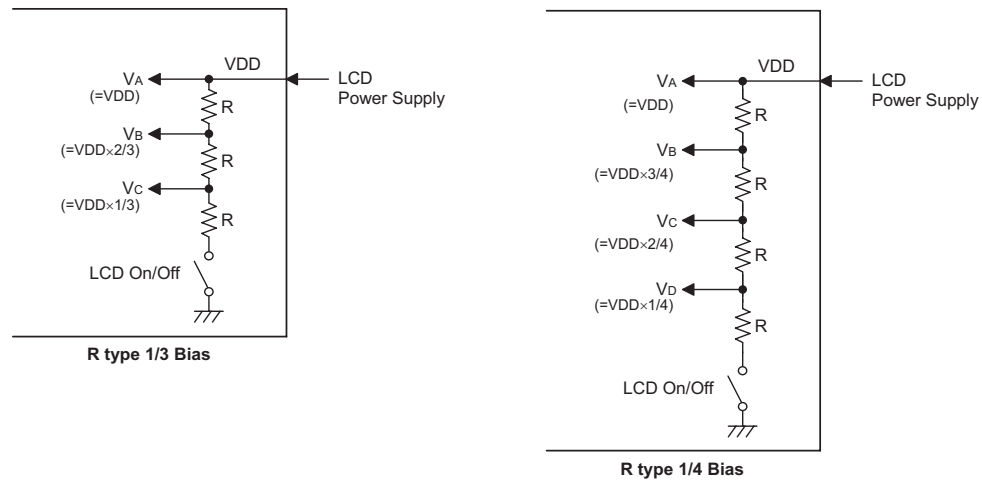 VDD
LCD
Power Supply
VA
(=VDD)
R
VB
(=VDD×2/3)
R
VC
(=VDD×1/3)
R
LCD On/Off
R type 1/3 Bias
VDD
LCD
Power Supply
VA
(=VDD)
R
VB
(=VDD×3/4)
R
VC
(=VDD×2/4)
R
VD
(=VDD×1/4)
R
LCD On/Off
R type 1/4 Bias